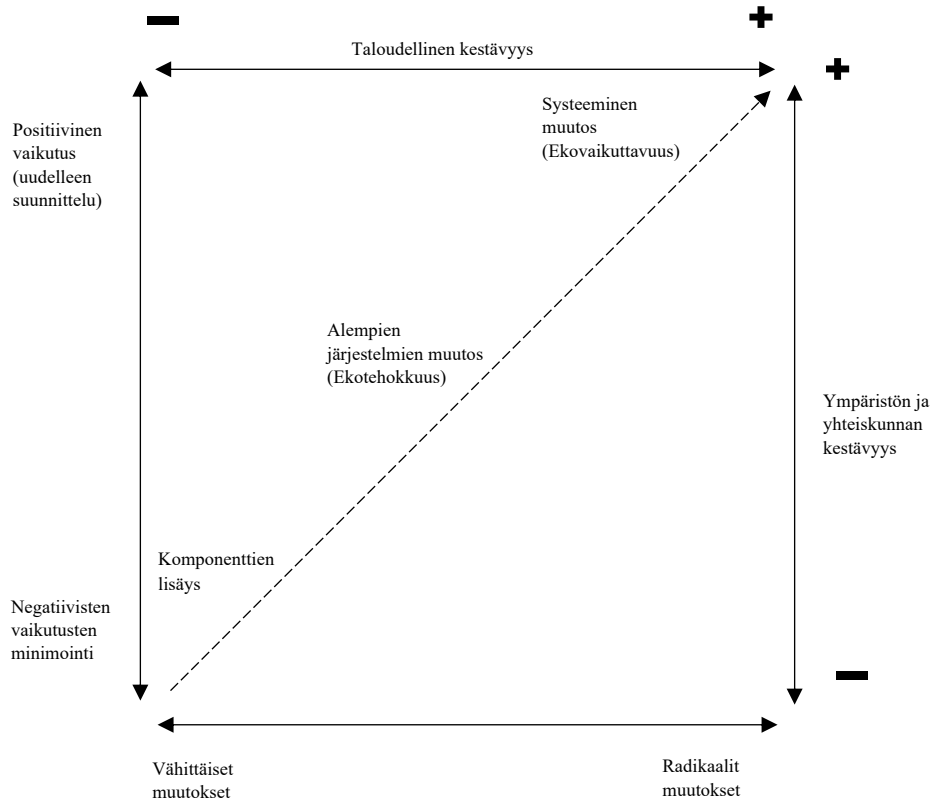 Taloudellinen kestävyys
Systeeminen
muutos
(Ekovaikuttavuus)
Positiivinen
vaikutus
(uudelleen
suunnittelu)
Alempien
järjestelmien muutos
(Ekotehokkuus)
Ympäristön ja
yhteiskunnan
kestävyys
Komponenttien
lisäys
Negatiivisten
vaikutusten
minimointi
Vähittäiset
muutokset
Radikaalit
muutokset